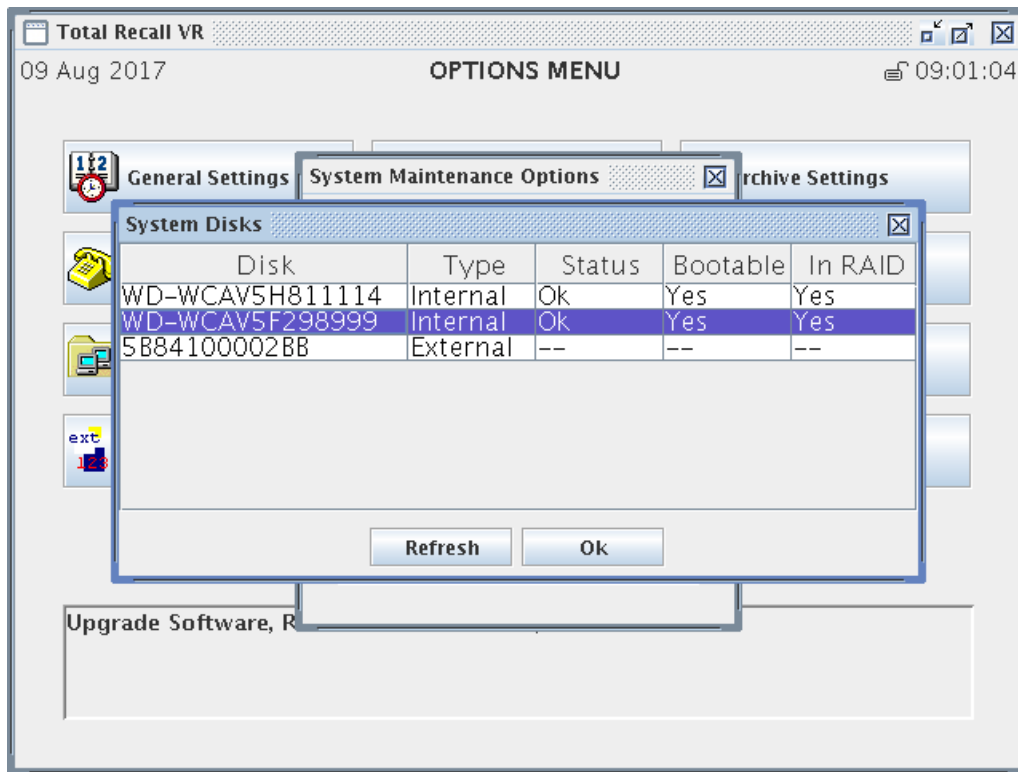 Total Recall VR
09 Aug 2017 OPTIONS MENU 09:01:04
General Settings System Maintenance Options rchive Settings
System Disks
Disk Type Status Bootable In RAID
WD-WCAV5H811114 Internal Ok Yes Yes
WD-WCAV5F298999 Internal Ok Yes Yes
5B84100002BB External -- -- --
ext
123
Refresh Ok
Upgrade Software, R